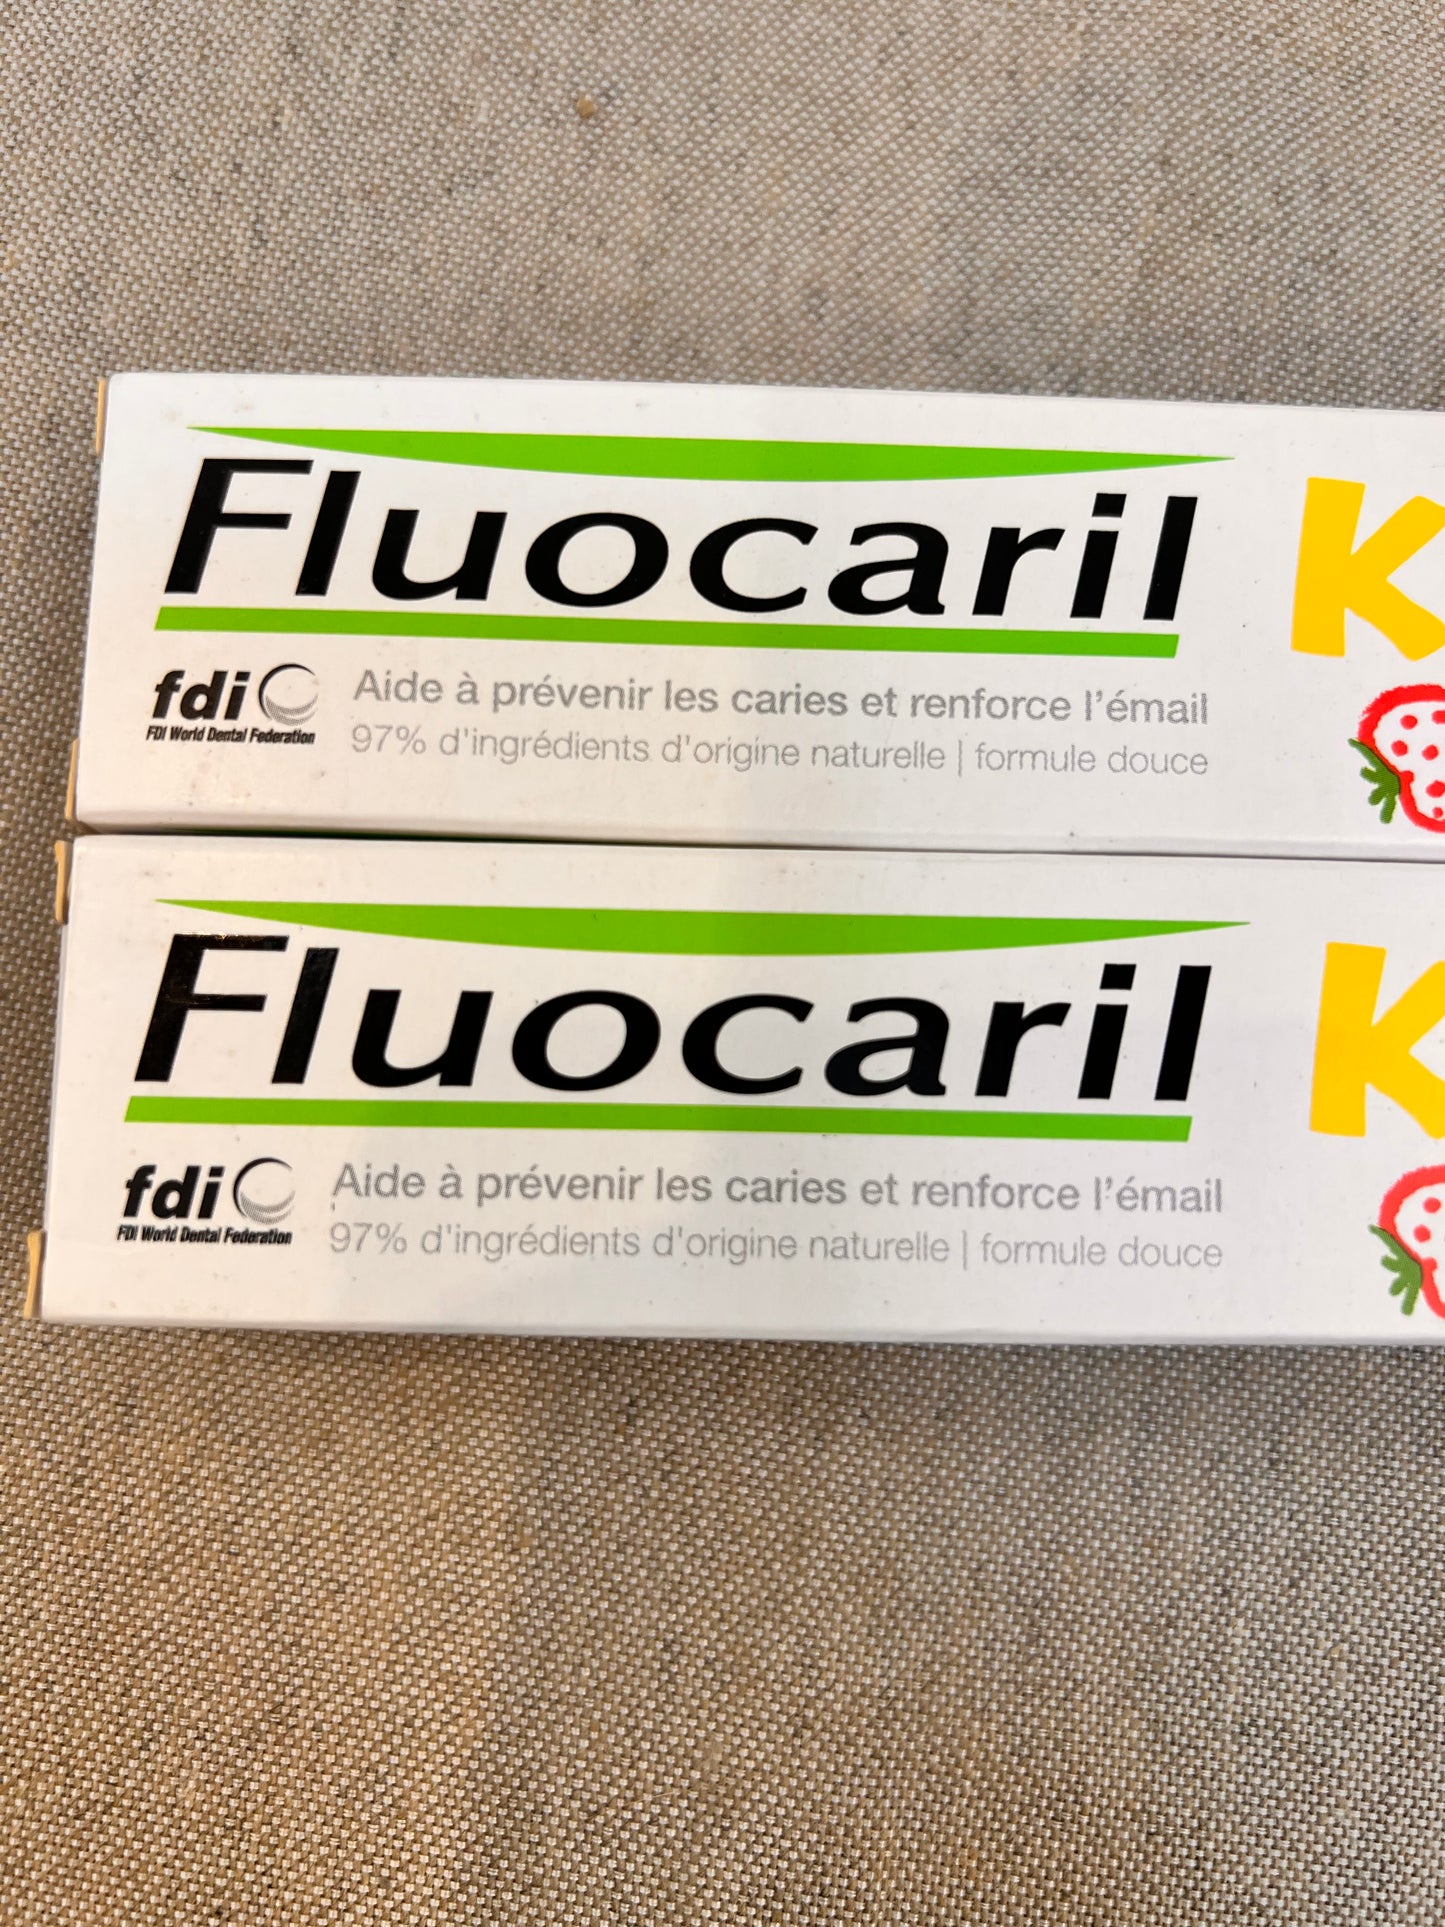 Fluocaril
K
fdi
FDI World Dental Federation
Aide à prévenir les caries et renforce l'émail
97% d'ingrédients d'origine naturelle | formule douce
Fluocaril
K
fdi
FDI World Dental Federation
Aide à prévenir les caries et renforce l'émail
97% d'ingrédients d'origine naturelle | formule douce